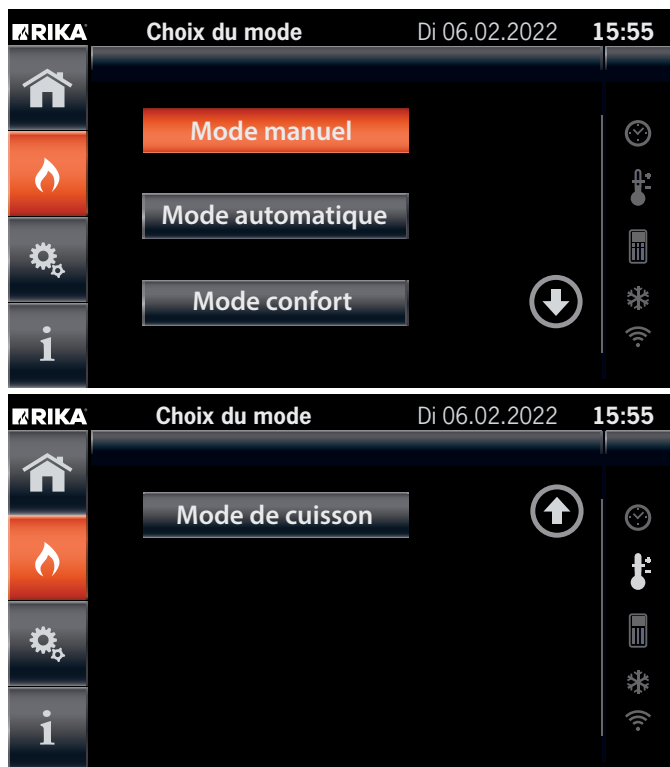 RIKA Choix du mode Di 06.02.2022 15:55
Mode manuel
Mode automatique
Mode confort
i
RIKA Choix du mode Di 06.02.2022 15:55
Mode de cuisson
i